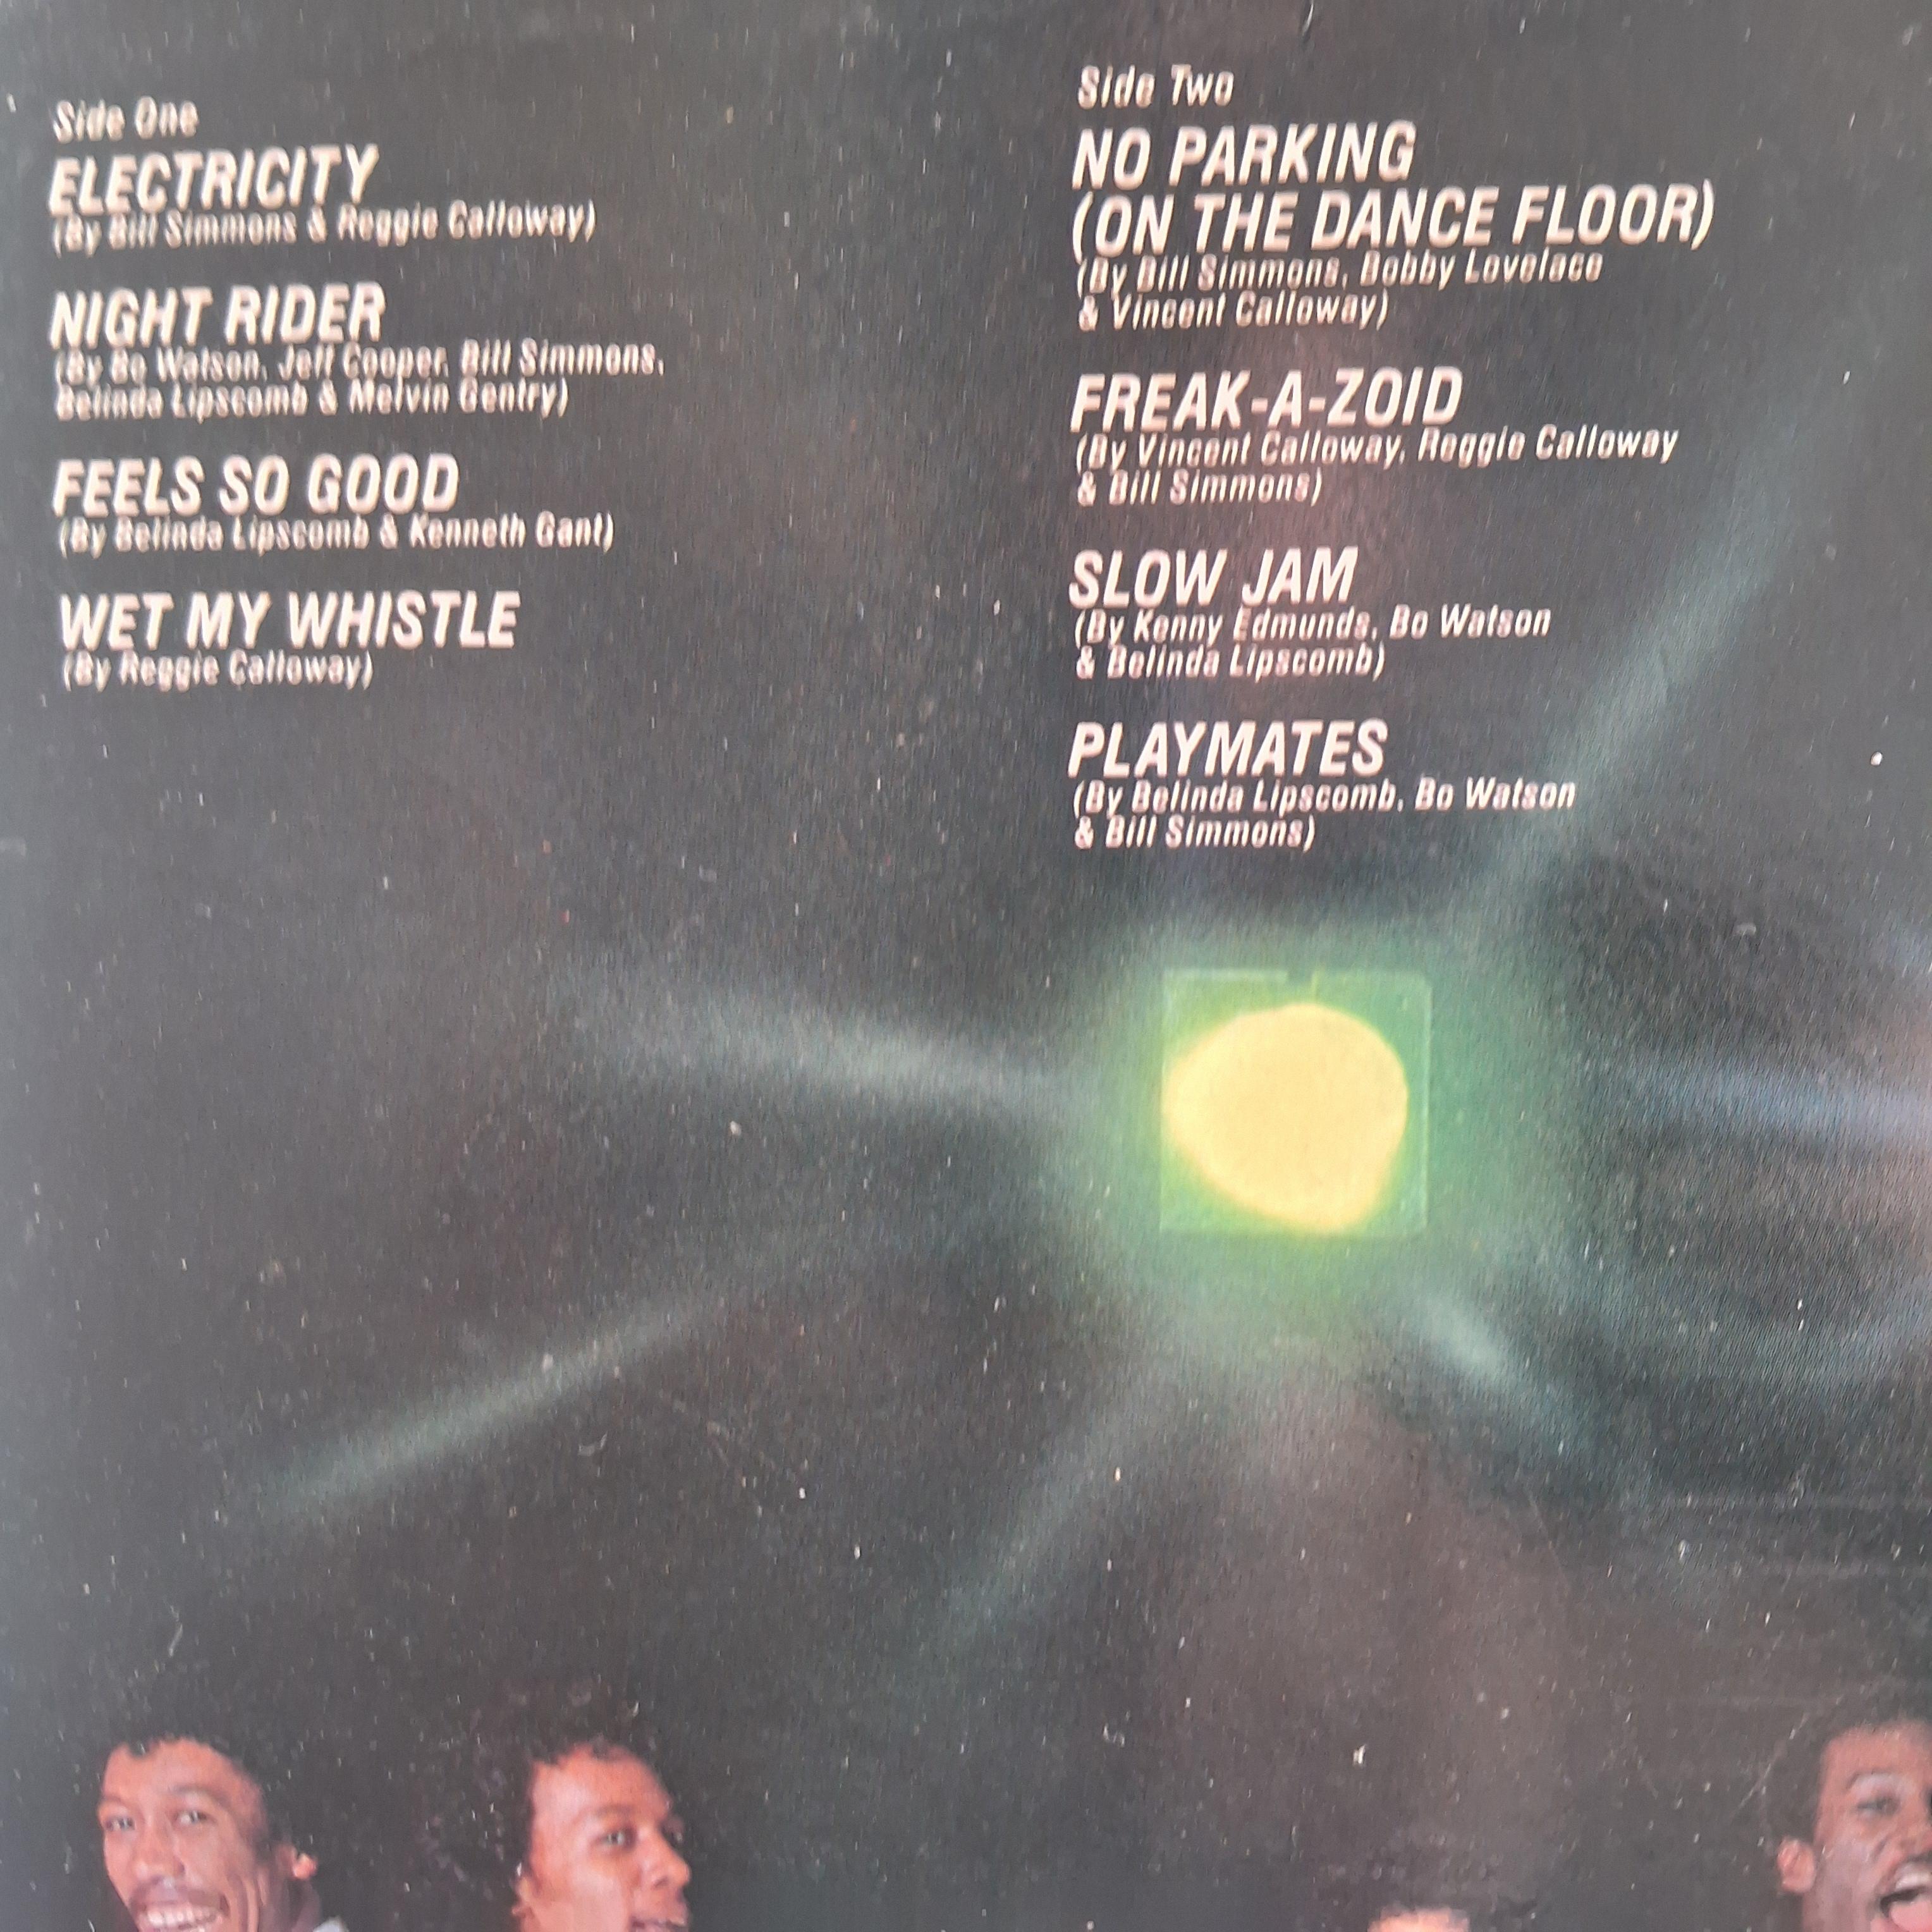 Side One
ELECTRICITY
(By Bill Simmons & Reggie Calloway)
NIGHT RIDER
(By Bo Watson, Jeff Cooper, Bill Simmons,
Belinda Lipscomb & Melvin Gentry)
FEELS SO GOOD
(By Belinda Lipscomb & Kenneth Gant)
WET MY WHISTLE
(By Reggie Calloway)
Side Two
NO PARKING
(ON THE DANCE FLOOR)
(By Bill Simmons, Bobby Lovelace
& Vincent Calloway)
FREAK-A-ZOID
(By Vincent Calloway, Reggie Calloway
& Bill Simmons)
SLOW JAM
(By Kenny Edmunds, Bo Watson
& Belinda Lipscomb)
PLAYMATES
(By Belinda Lipscomb, Bo Watson
& Bill Simmons)